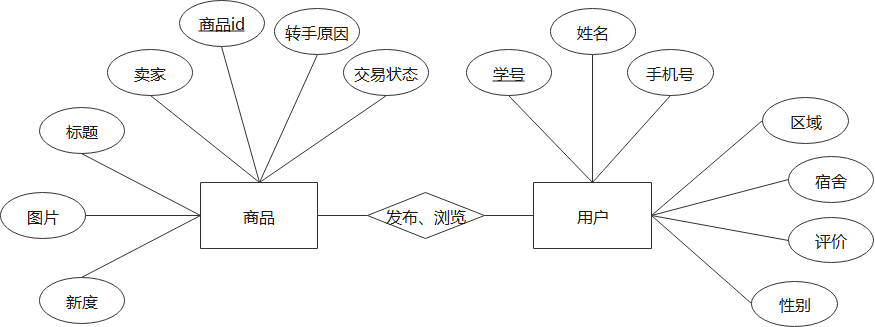 商品id
转手原因
姓名
卖家
交易状态
学号
手机号
标题
区域
宿舍
图片
商品
发布、浏览
用户
评价
新度
性别